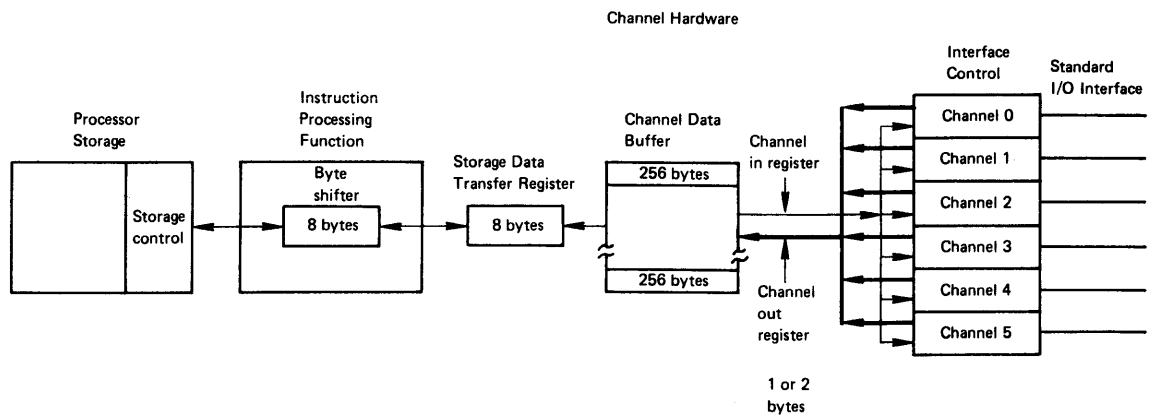 Channel Hardware
Interface
Control
Standard
I/O Interface
Instruction
Processing
Function
Processor
Storage
Channel Data
Buffer
Storage Data
Transfer Register
Channel
in register
Byte
shifter
8 bytes
Storage
control
8 bytes
256 bytes
256 bytes
Channel
out
register
Channel 0
Channel 1
Channel 2
Channel 3
Channel 4
Channel 5
1 or 2
bytes